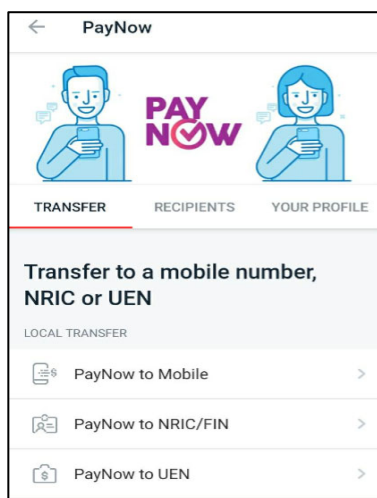 PayNow
PAY
NOW
TRANSFER RECIPIENTS YOUR PROFILE
Transfer to a mobile number,
NRIC or UEN
LOCAL TRANSFER
PayNow to Mobile
PayNow to NRIC/FIN
PayNow to UEN